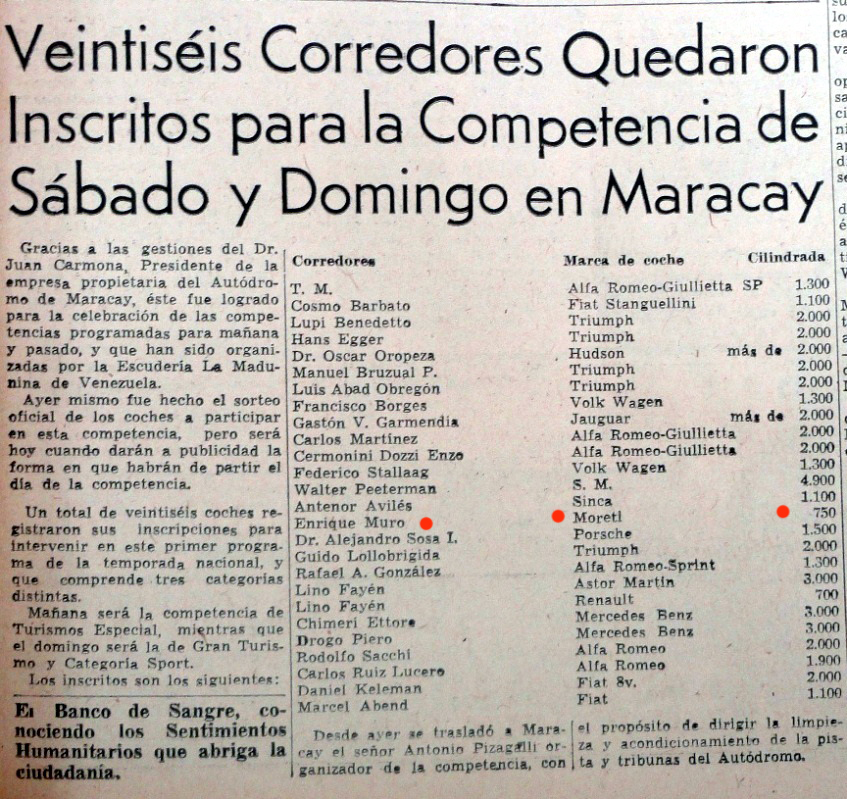 Veintiséis Corredores Quedaron
Inscritos para la Competencia de
Sábado y Domingo en Maracay
Gracias a las gestiones del Dr.
Juan Carmona, Presidente de la
empresa propietaria del Autódro-
mo de Maracay, éste fue logrado
para la celebración de las compe-
tencias programadas para mañana
y pasado, y que han sido organi-
zadas por la Escudería La Madu-
nina de Venezuela.
Ayer mismo fue hecho el sorteo
oficial de los coches a participar
en esta competencia, pero será
hoy cuando darán a publicidad la
forma en que habrán de partir el
día de la competencia.
Un total de veintiséis coches re-
gistraron sus inscripciones para
intervenir en este primer progra-
ma de la temporada nacional, y
que comprende tres categorías
distintas.
Mañana será la competencia de
Turismos Especial, mientras que
el domingo será la de Gran Turis-
mo y Categoría Sport.
Los inscritos son los siguientes:
El Banco de Sangre, co-
nociendo los Sentimientos
Humanitarios que abriga la
ciudadanía.
Corredores Marca de coche Cilindrada
T. M. Alfa Romeo-Giullietta SP 1.300
Cosmo Barbato Fiat Stanguellini 1.100
Lupi Benedetto Triumph 2.000
Hans Egger Triumph 2.000
Dr. Oscar Oropeza Hudson más de 2.000
Manuel Bruzual P. Triumph 2.000
Luis Abad Obregón Triumph 2.000
Francisco Borges Volk Wagen 1.300
Gastón V. Garmendia Jauguar más de 2.000
Carlos Martínez Alfa Romeo-Giullietta 2.000
Cermonini Dozzi Enzo Alfa Romeo-Giullietta 2.000
Federico Stallaag Volk Wagen 1.300
Walter Peeterman S. M. 4.900
Antenor Avilés Sinca 1.100
Enrique Muro Moreti 750
Dr. Alejandro Sosa I. Porsche 1.500
Guido Lollobrigida Triumph 2.000
Rafael A. González Alfa Romeo-Sprint 1.300
Lino Fayén Astor Martin 3.000
Lino Fayén Renault 700
Chimeri Ettore Mercedes Benz 3.000
Drogo Piero Mercedes Benz 3.000
Rodolfo Sacchi Alfa Romeo 2.000
Carlos Ruiz Lucero Alfa Romeo 1.900
Daniel Keleman Fiat 8v. 2.000
Marcel Abend Fiat 1.100
Desde ayer se trasladó a Mara-
cay el señor Antonio Pizagalli or-
ganizador de la competencia, con
el propósito de dirigir la limpie-
za y acondicionamiento de la pis-
ta y tribunas del Autódromo.